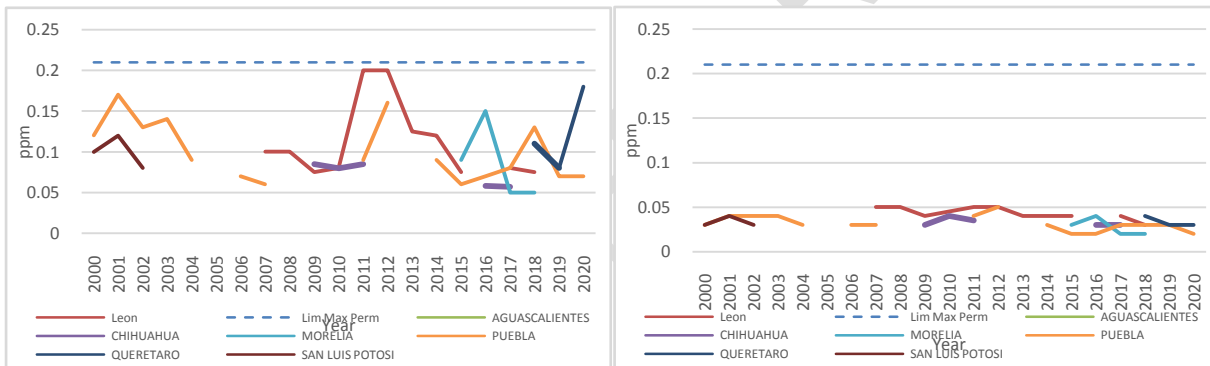 0.25
0.2
0.15
0.1
0.05
0
ppm
2000 2001 2002 2003 2004 2005 2006 2007 2008 2009 2010 2011 2012 2013 2014 2015 2016 2017 2018 2019 2020
Year
Leon Lim Max Perm AGUASCALIENTES
CHIHUAHUA MORELIA PUEBLA
QUERETARO SAN LUIS POTOSI
0.25
0.2
0.15
0.1
0.05
0
ppm
2000 2001 2002 2003 2004 2005 2006 2007 2008 2009 2010 2011 2012 2013 2014 2015 2016 2017 2018 2019 2020
Leon Lim Max Perm AGUASCALIENTES
CHIHUAHUA MORELIA PUEBLA
Year
QUERETARO SAN LUIS POTOSI